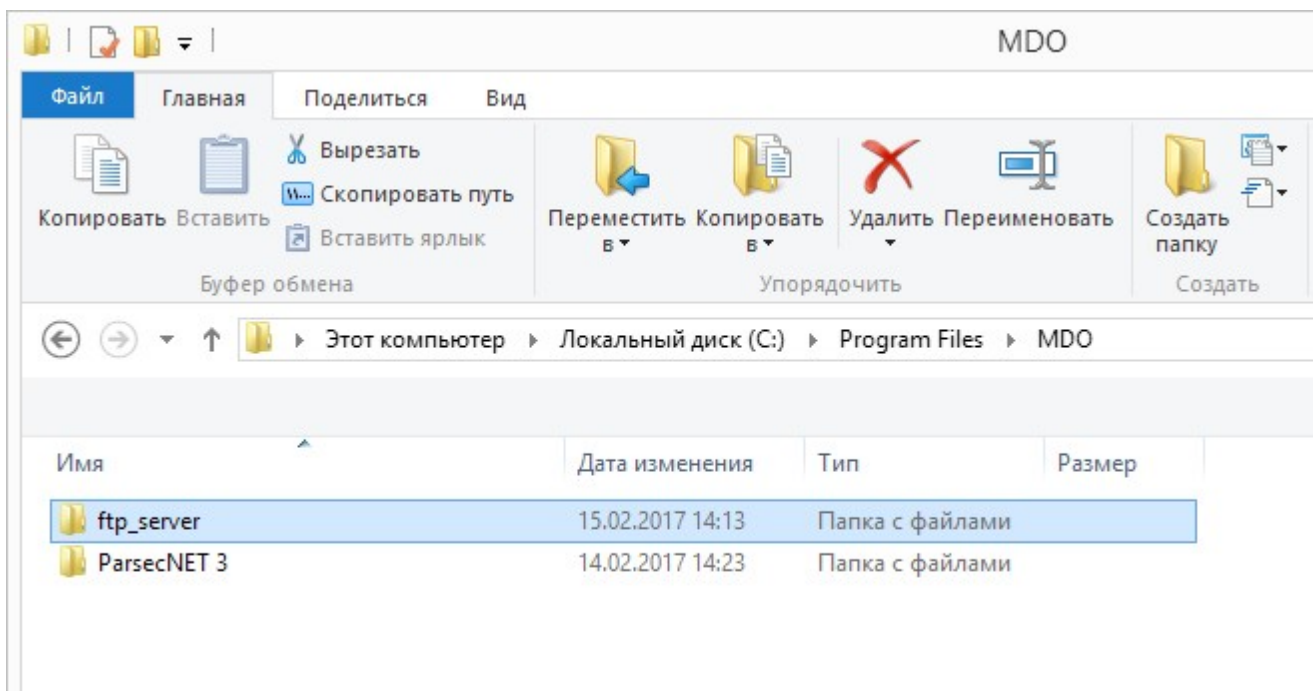 MDO
Файл Главная Поделиться Вид
Копировать Вставить Вырезать
Скопировать путь
Вставить ярлык
Переместить в Копировать в Удалить Переименовать Создать папку
Буфер обмена Упорядочить Создать
Этот компьютер Локальный диск (C:) Program Files MDO
Имя Дата изменения Тип Размер
ftp_server 15.02.2017 14:13 Папка с файлами
ParsecNET 3 14.02.2017 14:23 Папка с файлами